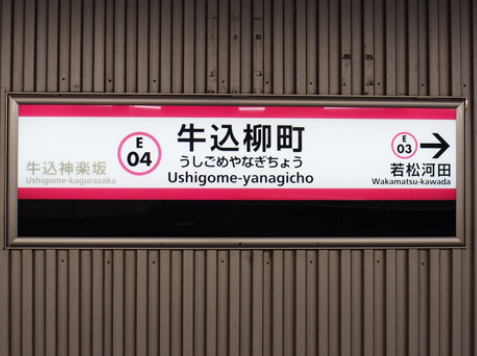 牛込神楽坂
Ushigome-kagurazaka
E
04
牛込柳町
うしごめやなぎちょう
Ushigome-yanagicho
E
03
若松河田
Wakamatsu-kawada